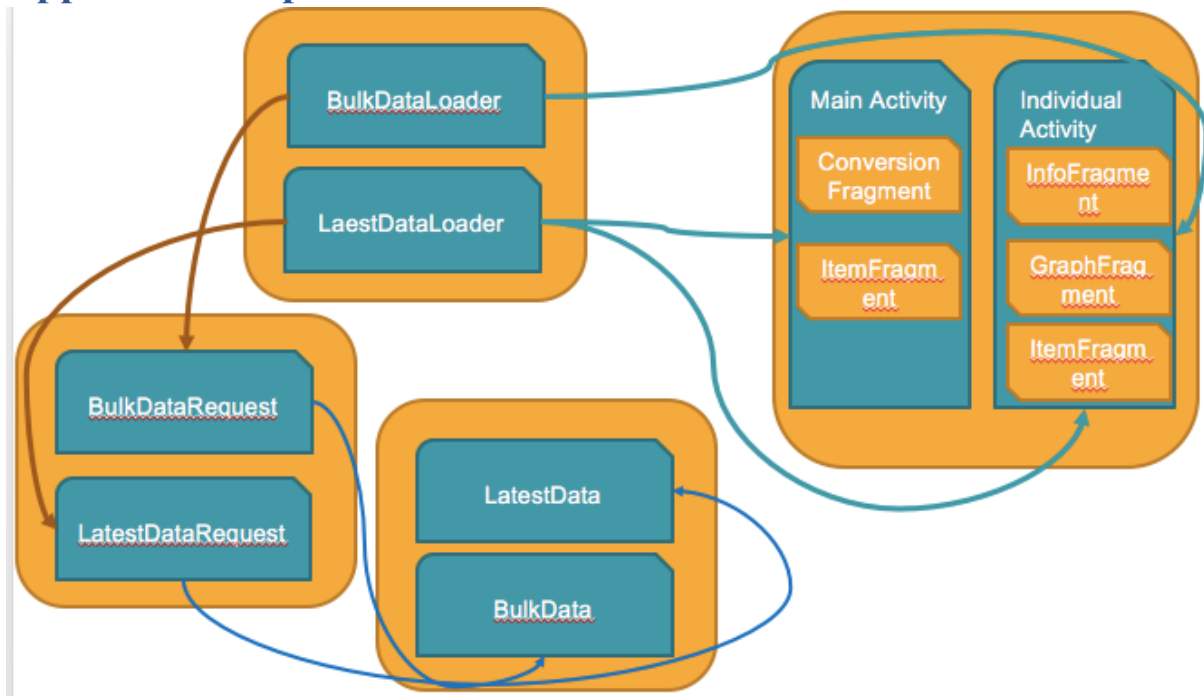 BulkDataLoader
LaestDataLoader
Main Activity
Conversion
Fragment
ItemFragm
ent
Individual
Activity
InfoFragme
nt
GraphFrag
ment
ItemFragm
ent
BulkDataRequest
LatestDataRequest
LatestData
BulkData